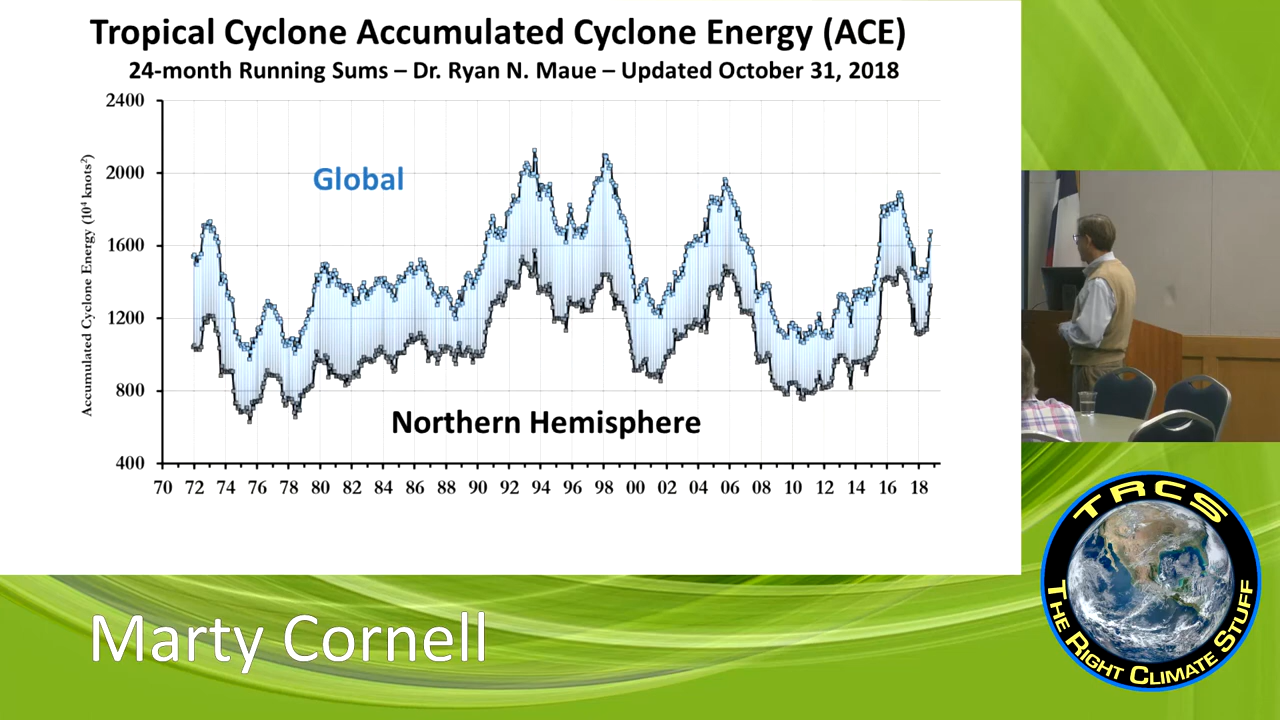 Tropical Cyclone Accumulated Cyclone Energy (ACE)
24-month Running Sums – Dr. Ryan N. Maue – Updated October 31, 2018
Accumulated Cyclone Energy (10⁴ knots²)
2400
2000
1600
1200
800
400
Global
Northern Hemisphere
70 72 74 76 78 80 82 84 86 88 90 92 94 96 98 00 02 04 06 08 10 12 14 16 18
Marty Cornell
TRCS
THE RIGHT CLIMATE STUFF